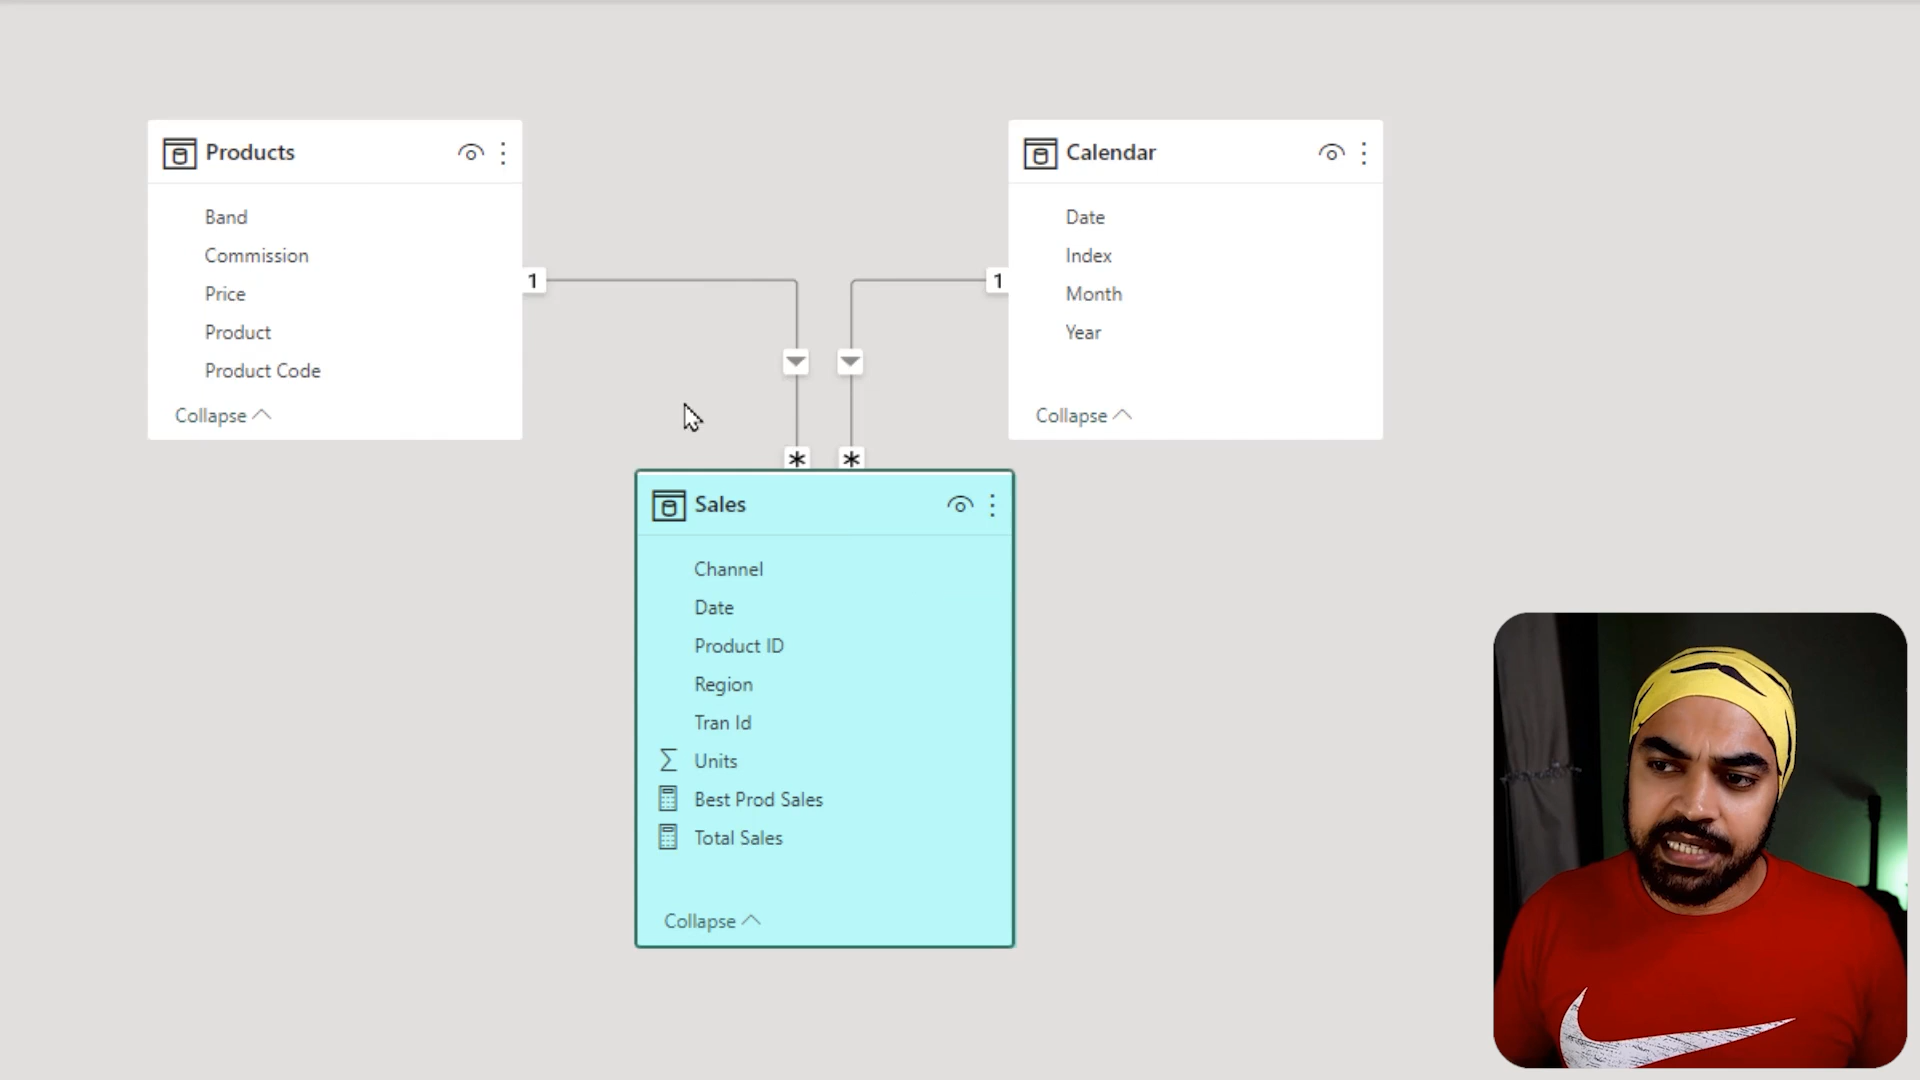 Products
Band
Commission
Price
Product
Product Code
Collapse
1
Calendar
Date
Index
Month
Year
Collapse
1
*
*
Sales
Channel
Date
Product ID
Region
Tran Id
Σ Units
Best Prod Sales
Total Sales
Collapse